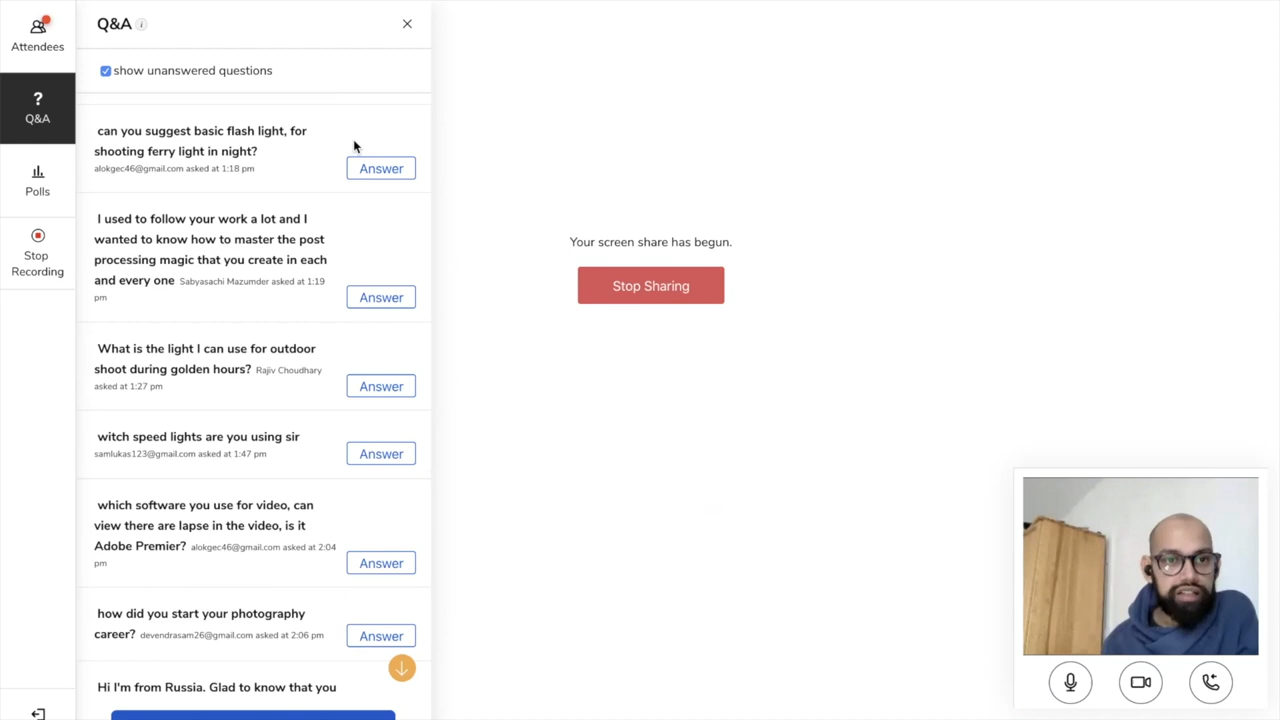 Attendees
Q&A
Polls
Stop
Recording
Q&A i
show unanswered questions
can you suggest basic flash light, for
shooting ferry light in night?
alokgec46@gmail.com asked at 1:18 pm
Answer
I used to follow your work a lot and I
wanted to know how to master the post
processing magic that you create in each
and every one Sabyasachi Mazumder asked at 1:19
pm
Answer
What is the light I can use for outdoor
shoot during golden hours? Rajiv Choudhary
asked at 1:27 pm
Answer
witch speed lights are you using sir
samlukas123@gmail.com asked at 1:47 pm
Answer
which software you use for video, can
view there are lapse in the video, is it
Adobe Premier? alokgec46@gmail.com asked at 2:04
pm
Answer
how did you start your photography
career? devendrasam26@gmail.com asked at 2:06 pm
Answer
Hi I'm from Russia. Glad to know that you
Your screen share has begun.
Stop Sharing